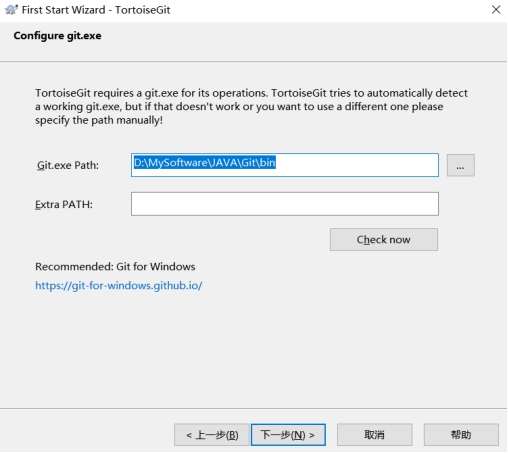 First Start Wizard - TortoiseGit
Configure git.exe
TortoiseGit requires a git.exe for its operations. TortoiseGit tries to automatically detect
a working git.exe, but if that doesn't work or you want to use a different one please
specify the path manually!
Git.exe Path: D:\MySoftware\JAVA\Git\bin ...
Extra PATH:
Check now
Recommended: Git for Windows
https://git-for-windows.github.io/
< 上一步(B) 下一步(N) > 取消 帮助